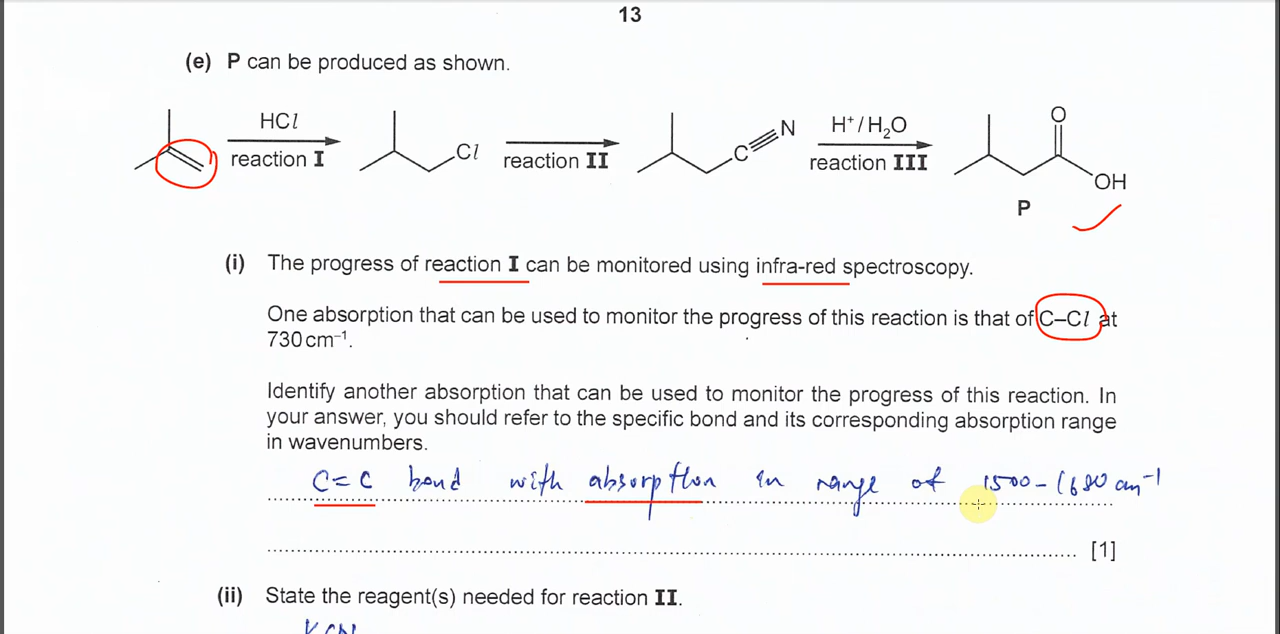 13
(e) P can be produced as shown.
HCl
reaction I
Cl
reaction II
C
N
H⁺/H₂O
reaction III
O
OH
P
(i) The progress of reaction I can be monitored using infra-red spectroscopy.
One absorption that can be used to monitor the progress of this reaction is that of C–Cl at
730 cm⁻¹.
Identify another absorption that can be used to monitor the progress of this reaction. In
your answer, you should refer to the specific bond and its corresponding absorption range
in wavenumbers.
C=C bond with absorption in range of 1500-1680 cm⁻¹
[1]
(ii) State the reagent(s) needed for reaction II.